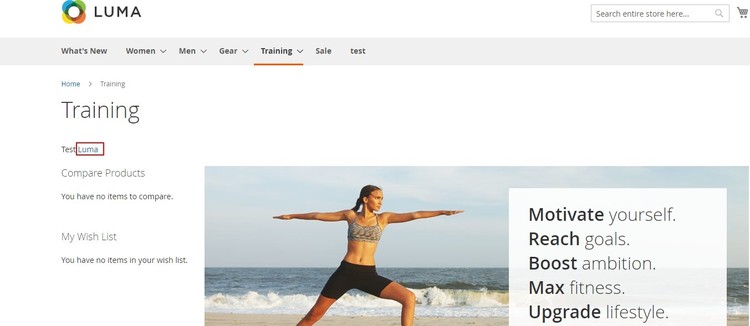 LUMA
Search entire store here...
What's New Women Men Gear Training Sale test
Home Training
Training
Test Luma
Compare Products
You have no items to compare.
My Wish List
You have no items in your wish list.
Motivate yourself.
Reach goals.
Boost ambition.
Max fitness.
Upgrade lifestyle.